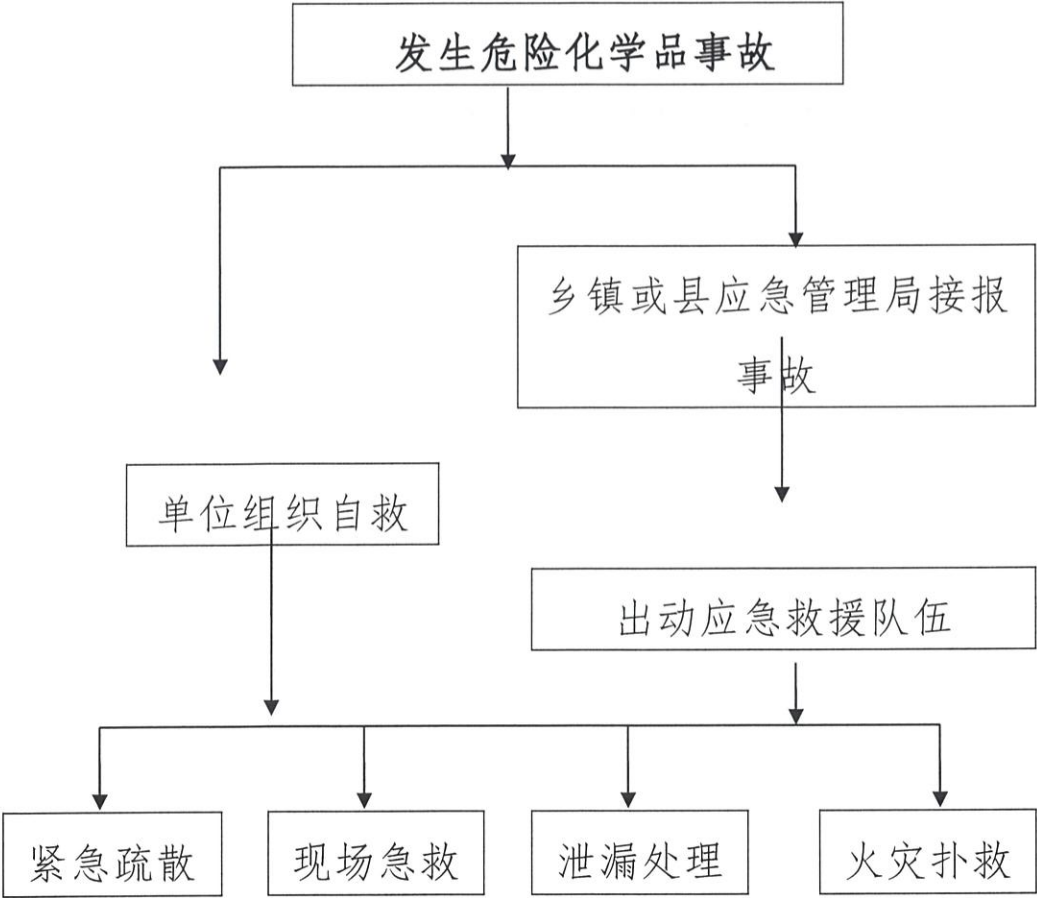 发生危险化学品事故
乡镇或县应急管理局接报
事故
单位组织自救
出动应急救援队伍
紧急疏散
现场急救
泄漏处理
火灾扑救